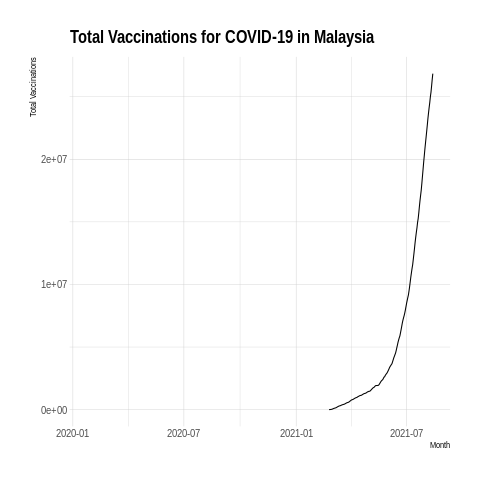 Total Vaccinations for COVID-19 in Malaysia
Total Vaccinations
2e+07
1e+07
0e+00
2020-01 2020-07 2021-01 2021-07
Month